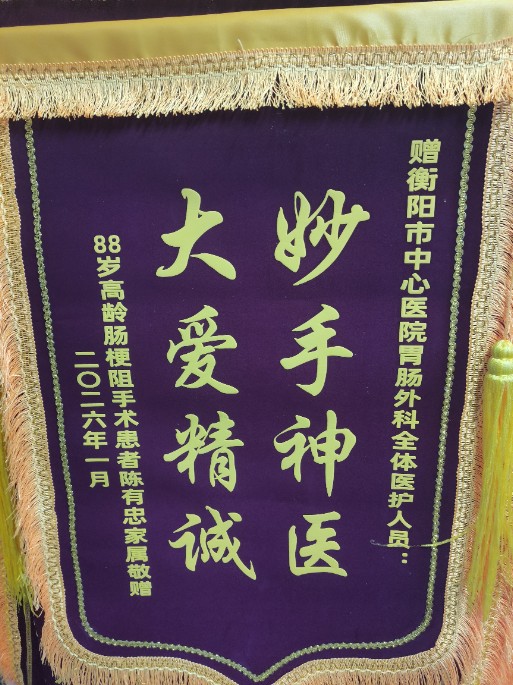 赠衡阳市中心医院胃肠外科全体医护人员：
妙手神医
大爱精诚
88岁高龄肠梗阻手术患者陈有忠家属敬赠
二〇二六年一月